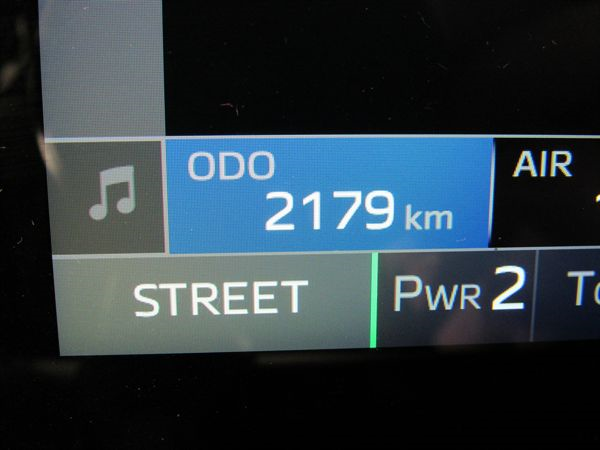 ODO
AIR
2179 km
STREET
PWR 2